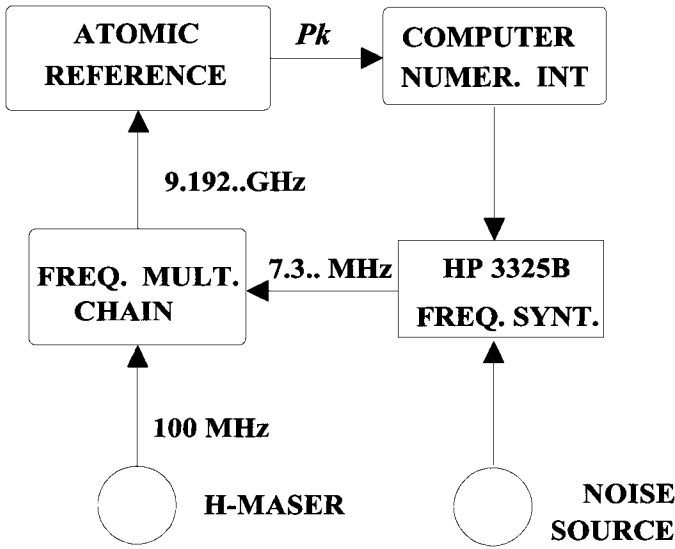 ATOMIC
REFERENCE
Pk
COMPUTER
NUMER. INT
9.192..GHz
FREQ. MULT.
CHAIN
7.3.. MHz
HP 3325B
FREQ. SYNT.
100 MHz
H-MASER
NOISE
SOURCE